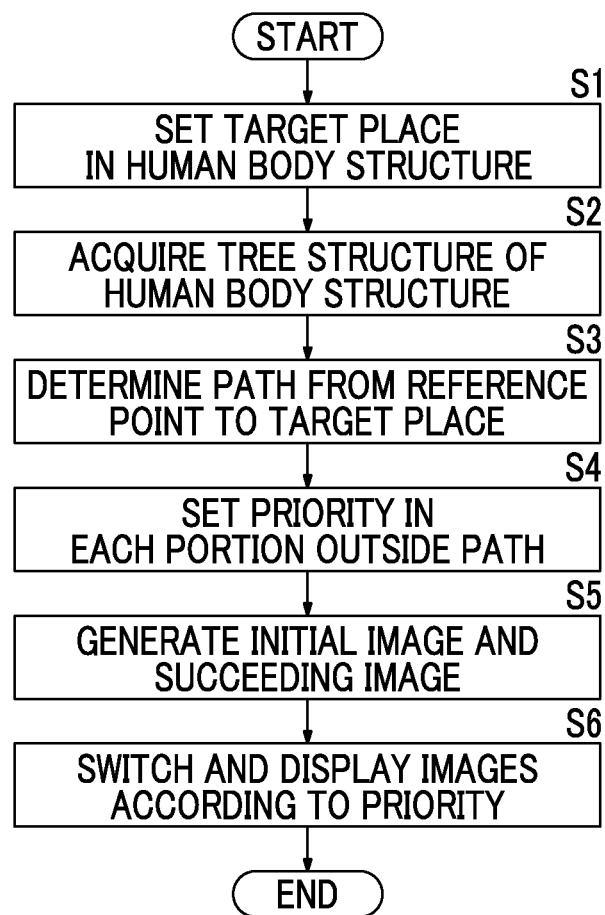 START
S1
SET TARGET PLACE
IN HUMAN BODY STRUCTURE
S2
ACQUIRE TREE STRUCTURE OF
HUMAN BODY STRUCTURE
S3
DETERMINE PATH FROM REFERENCE
POINT TO TARGET PLACE
S4
SET PRIORITY IN
EACH PORTION OUTSIDE PATH
S5
GENERATE INITIAL IMAGE AND
SUCCEEDING IMAGE
S6
SWITCH AND DISPLAY IMAGES
ACCORDING TO PRIORITY
END